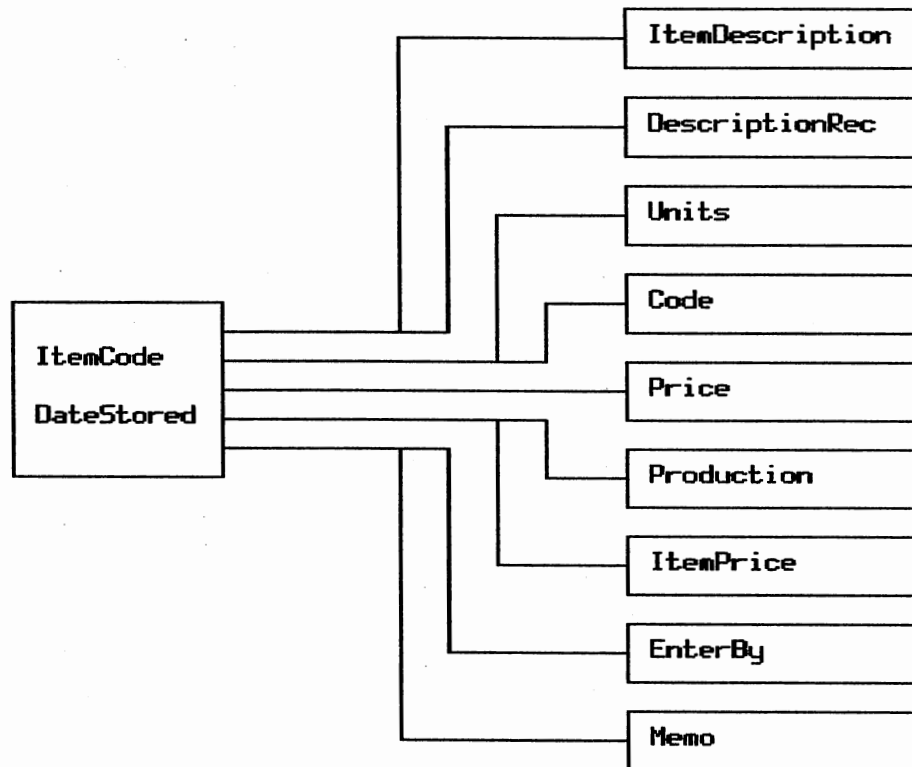 ItemDescription
DescriptionRec
Units
Code
ItemCode
Price
DateStored
Production
ItemPrice
EnterBy
Memo